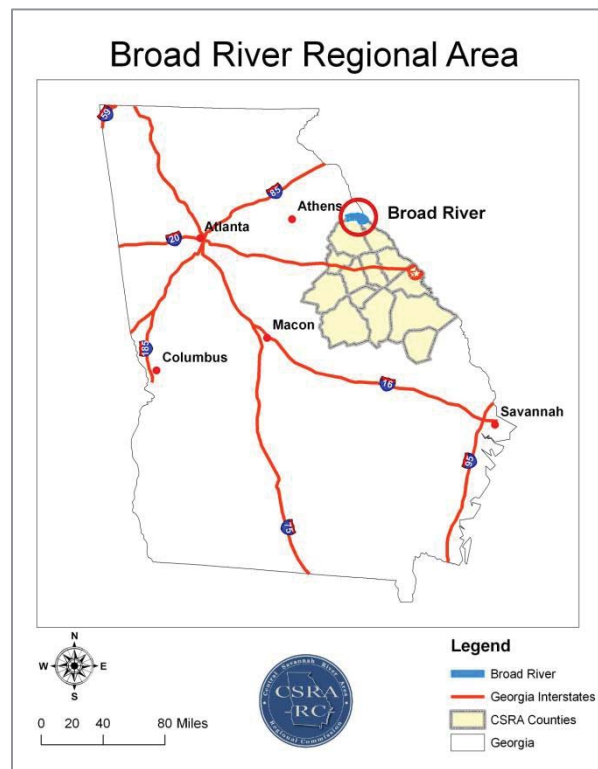 Broad River Regional Area
59
85
Athens
Broad River
Atlanta
20
Macon
185
Columbus
16
Savannah
95
75
N
W E
S
0 20 40 80 Miles
Central Savannah River Area
CSRA
RC
Regional Commission
Legend
Broad River
Georgia Interstates
CSRA Counties
Georgia